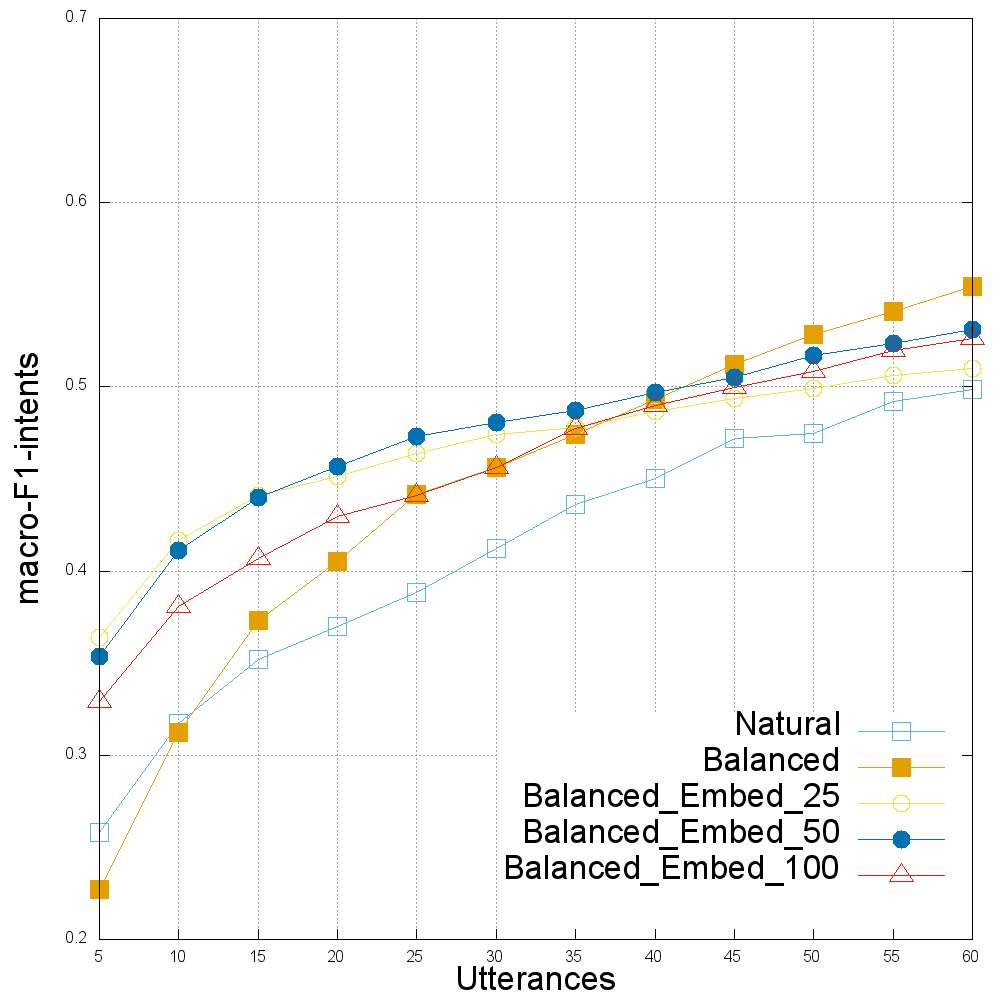 0.7
0.6
0.5
0.4
0.3
0.2
macro-F1-intents
Natural
Balanced
Balanced_Embed_25
Balanced_Embed_50
Balanced_Embed_100
5 10 15 20 25 30 35 40 45 50 55 60
Utterances